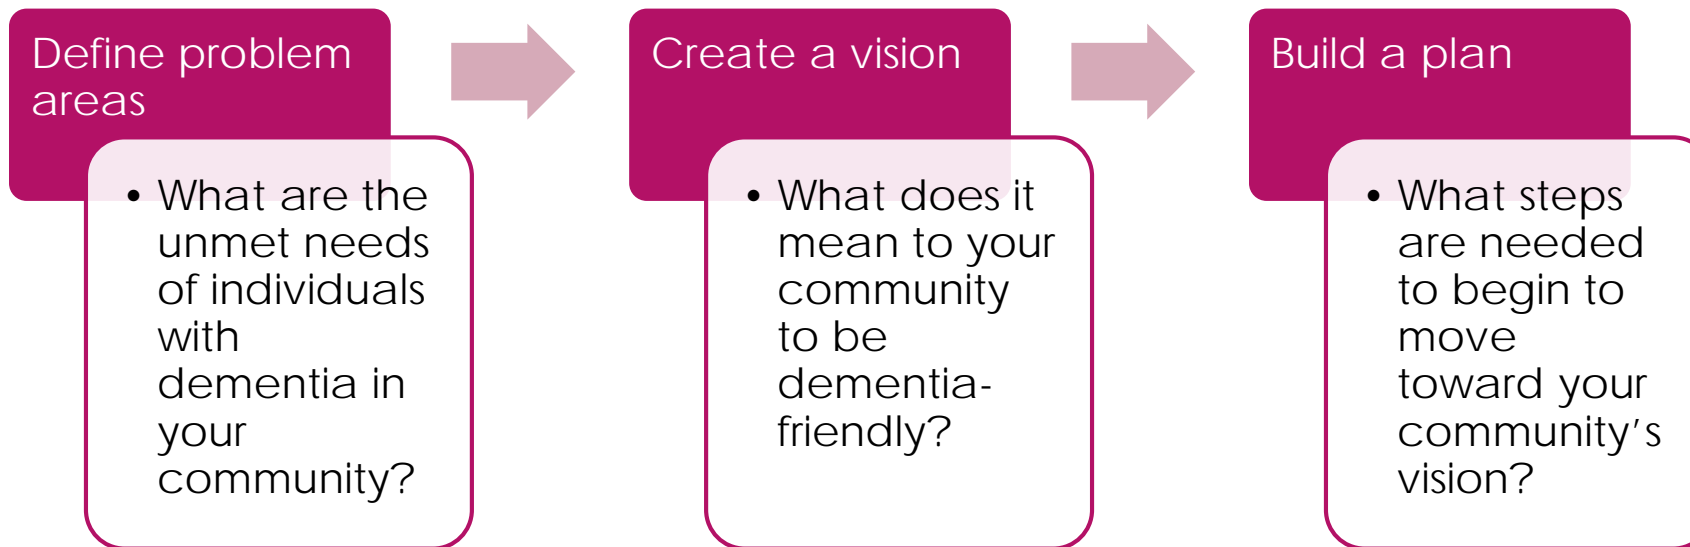 Define problem
areas
• What are the
unmet needs
of individuals
with
dementia in
your
community?
Create a vision
• What does it
mean to your
community
to be
dementia-
friendly?
Build a plan
• What steps
are needed
to begin to
move
toward your
community’s
vision?